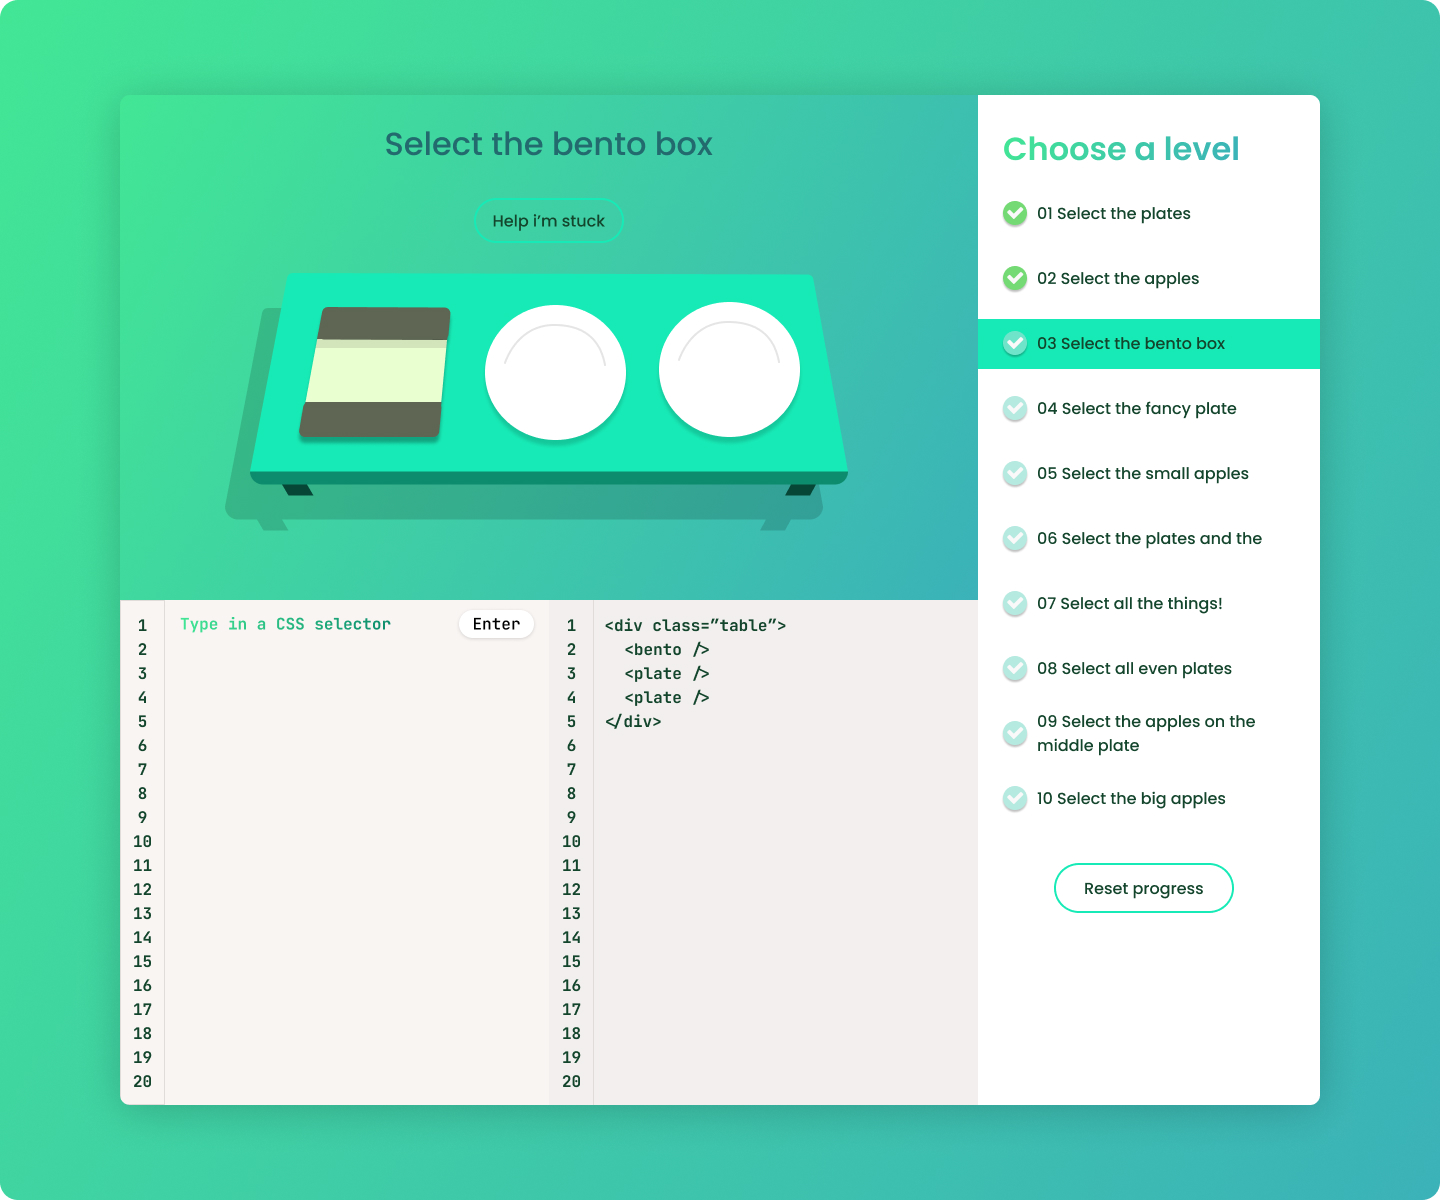 Select the bento box
Help i’m stuck
Type in a CSS selector
Enter
1
2
3
4
5
6
7
8
9
10
11
12
13
14
15
16
17
18
19
20
1 <div class=”table”>
2 <bento />
3 <plate />
4 <plate />
5 </div>
6
7
8
9
10
11
12
13
14
15
16
17
18
19
20
Choose a level
01 Select the plates
02 Select the apples
03 Select the bento box
04 Select the fancy plate
05 Select the small apples
06 Select the plates and the
07 Select all the things!
08 Select all even plates
09 Select the apples on the
middle plate
10 Select the big apples
Reset progress